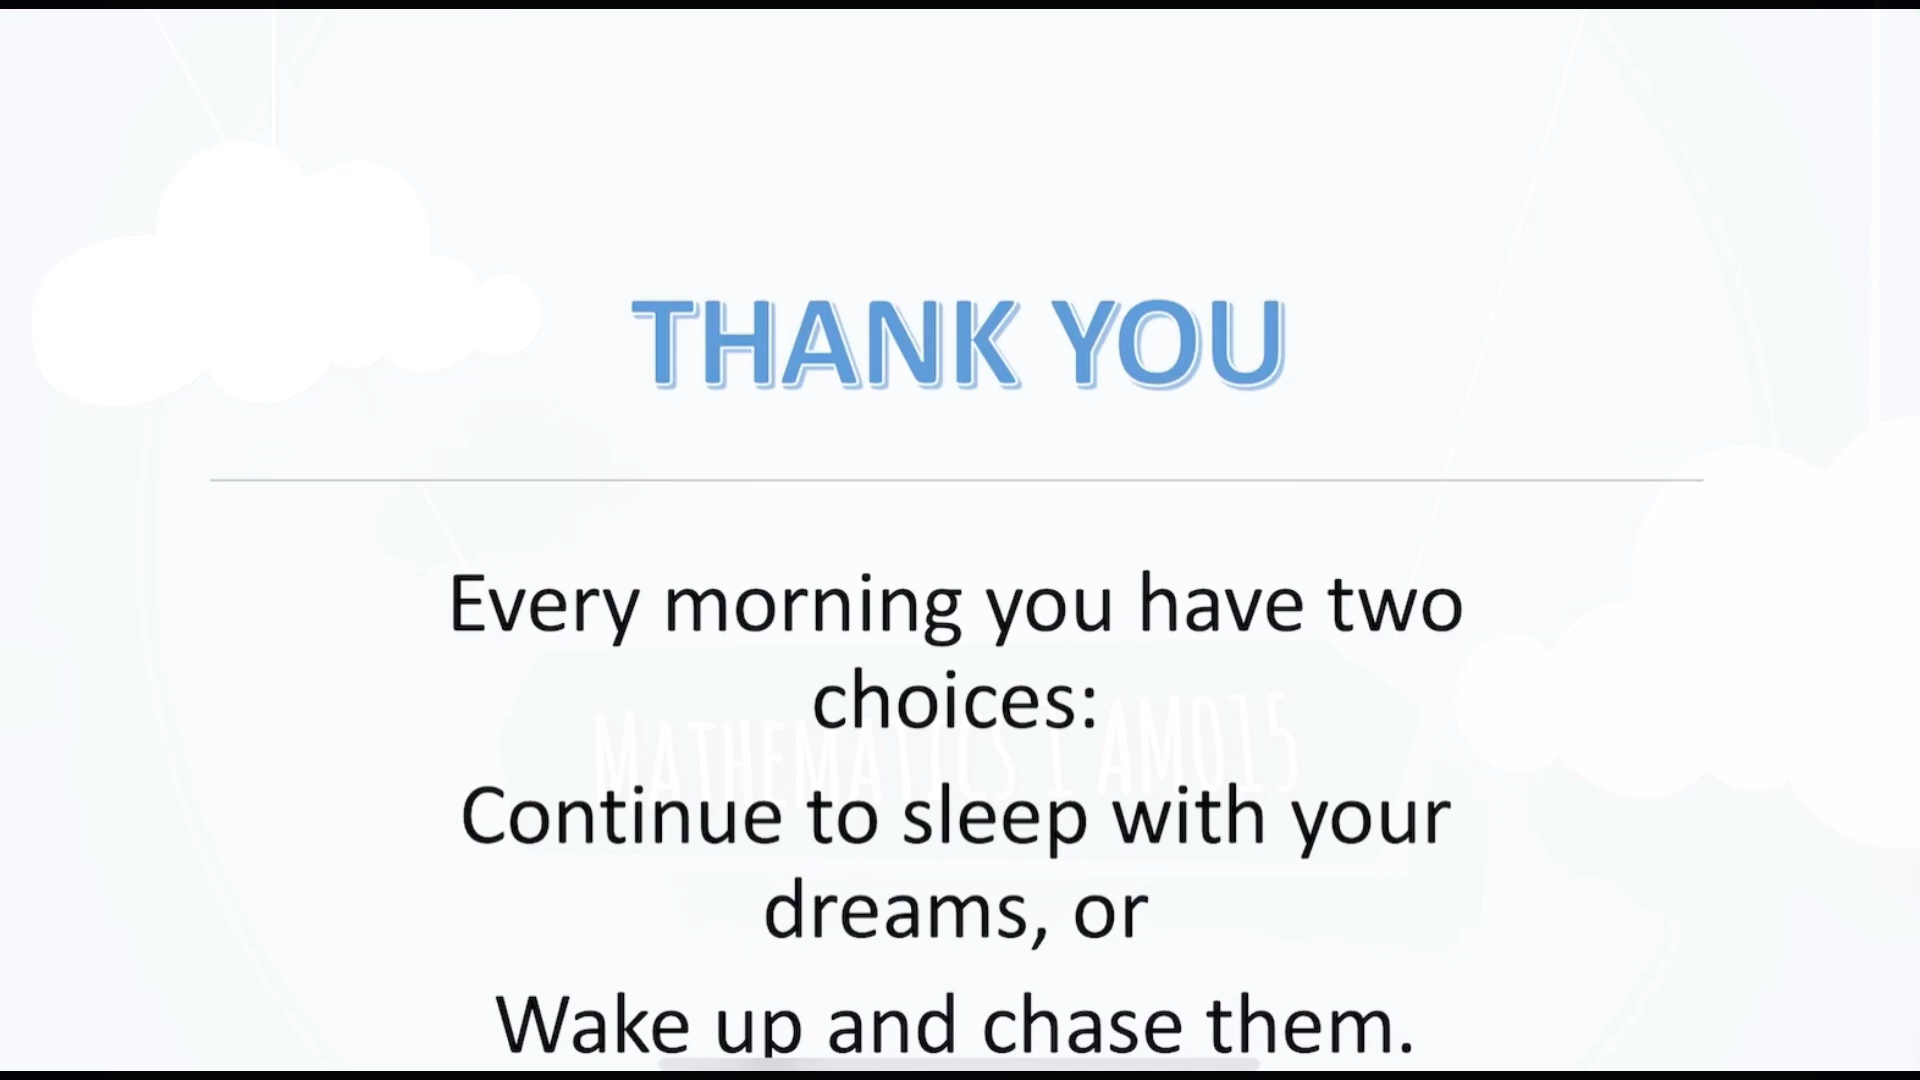 THANK YOU
Every morning you have two
choices:
MATHEMATICS 1 AM015
Continue to sleep with your
dreams, or
Wake up and chase them.